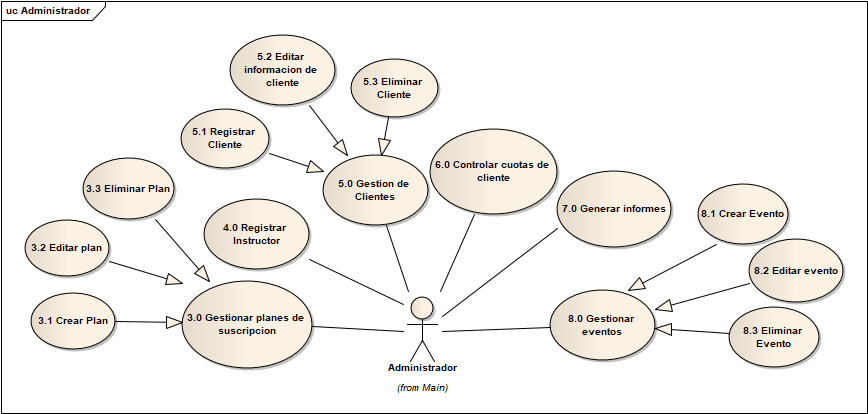 uc Administrador
5.2 Editar
informacion de
cliente
5.3 Eliminar
Cliente
5.1 Registrar
Cliente
6.0 Controlar cuotas de
cliente
3.3 Eliminar Plan
5.0 Gestion de
Clientes
7.0 Generar informes
8.1 Crear Evento
4.0 Registrar
Instructor
3.2 Editar plan
8.2 Editar evento
3.1 Crear Plan
3.0 Gestionar planes de
suscripcion
8.0 Gestionar
eventos
8.3 Eliminar
Evento
Administrador
(from Main)